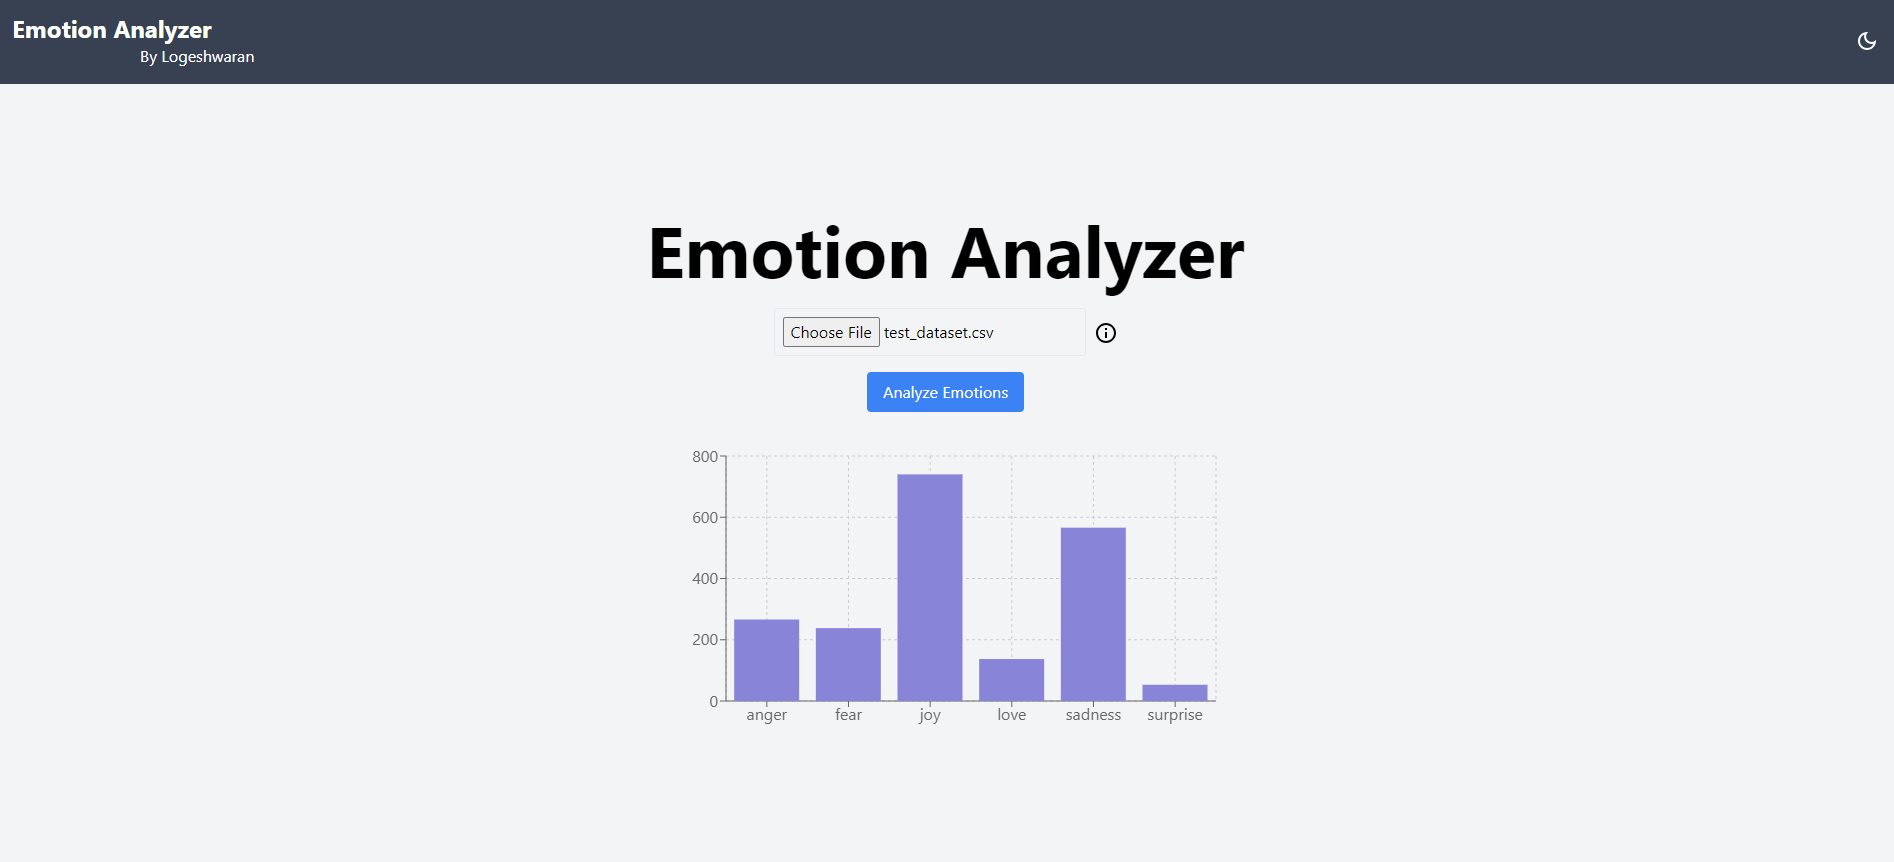 Emotion Analyzer
By Logeshwaran
Emotion Analyzer
Choose File test_dataset.csv
Analyze Emotions
800
600
400
200
0
anger fear joy love sadness surprise